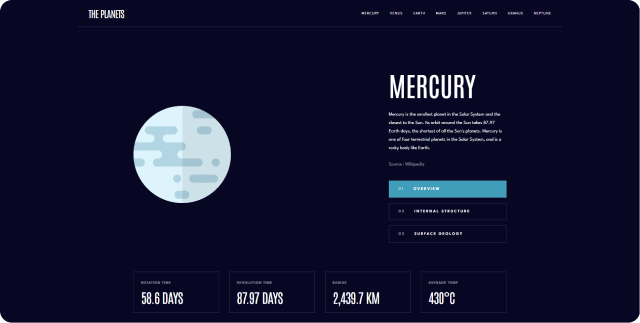 THE PLANETS
MERCURY VENUS EARTH MARS JUPITER SATURN URANUS NEPTUNE
MERCURY
Mercury is the smallest planet in the Solar System and the
closest to the Sun. Its orbit around the Sun takes 87.97
Earth days, the shortest of all the Sun's planets. Mercury is
one of four terrestrial planets in the Solar System, and is a
rocky body like Earth.
Source : Wikipedia
01 OVERVIEW
02 INTERNAL STRUCTURE
03 SURFACE GEOLOGY
ROTATION TIME
58.6 DAYS
REVOLUTION TIME
87.97 DAYS
RADIUS
2,439.7 KM
AVERAGE TEMP.
430°C